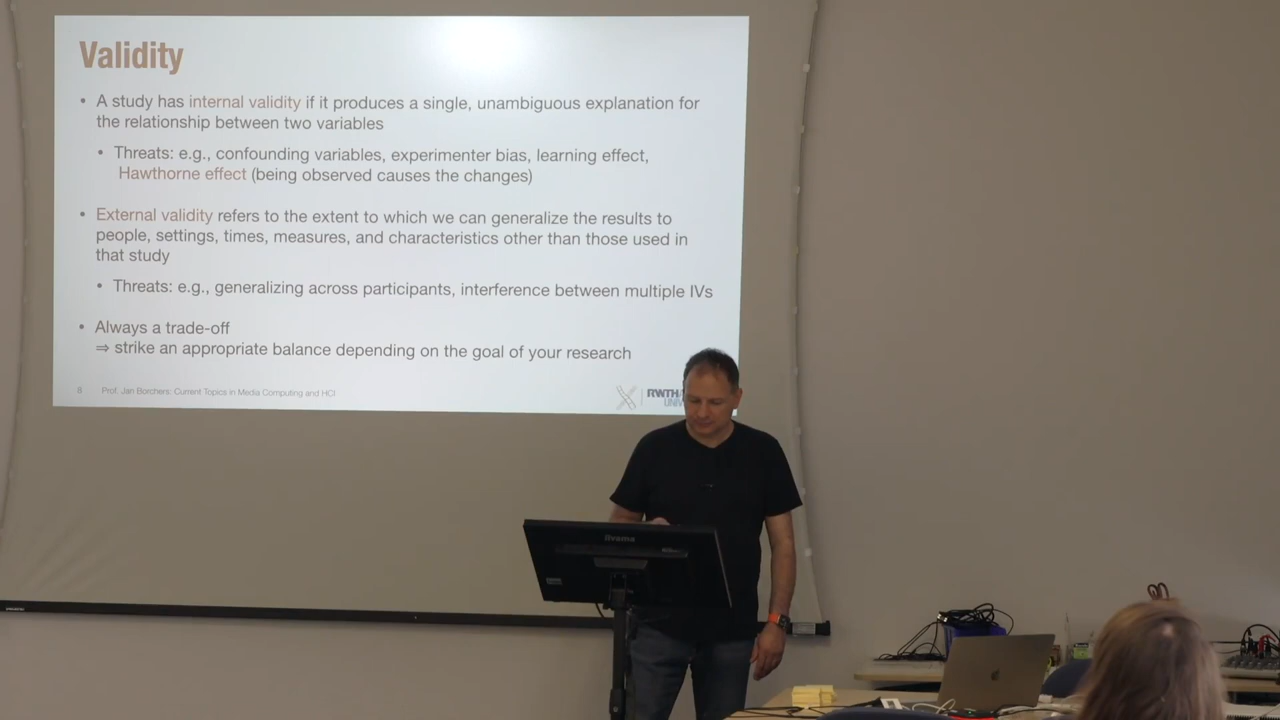 Validity
• A study has internal validity if it produces a single, unambiguous explanation for
the relationship between two variables
• Threats: e.g., confounding variables, experimenter bias, learning effect,
Hawthorne effect (being observed causes the changes)
• External validity refers to the extent to which we can generalize the results to
people, settings, times, measures, and characteristics other than those used in
that study
• Threats: e.g., generalizing across participants, interference between multiple IVs
• Always a trade-off
⇒ strike an appropriate balance depending on the goal of your research
8 Prof. Jan Borchers: Current Topics in Media Computing and HCI
RWTH
UNIV
iiyama